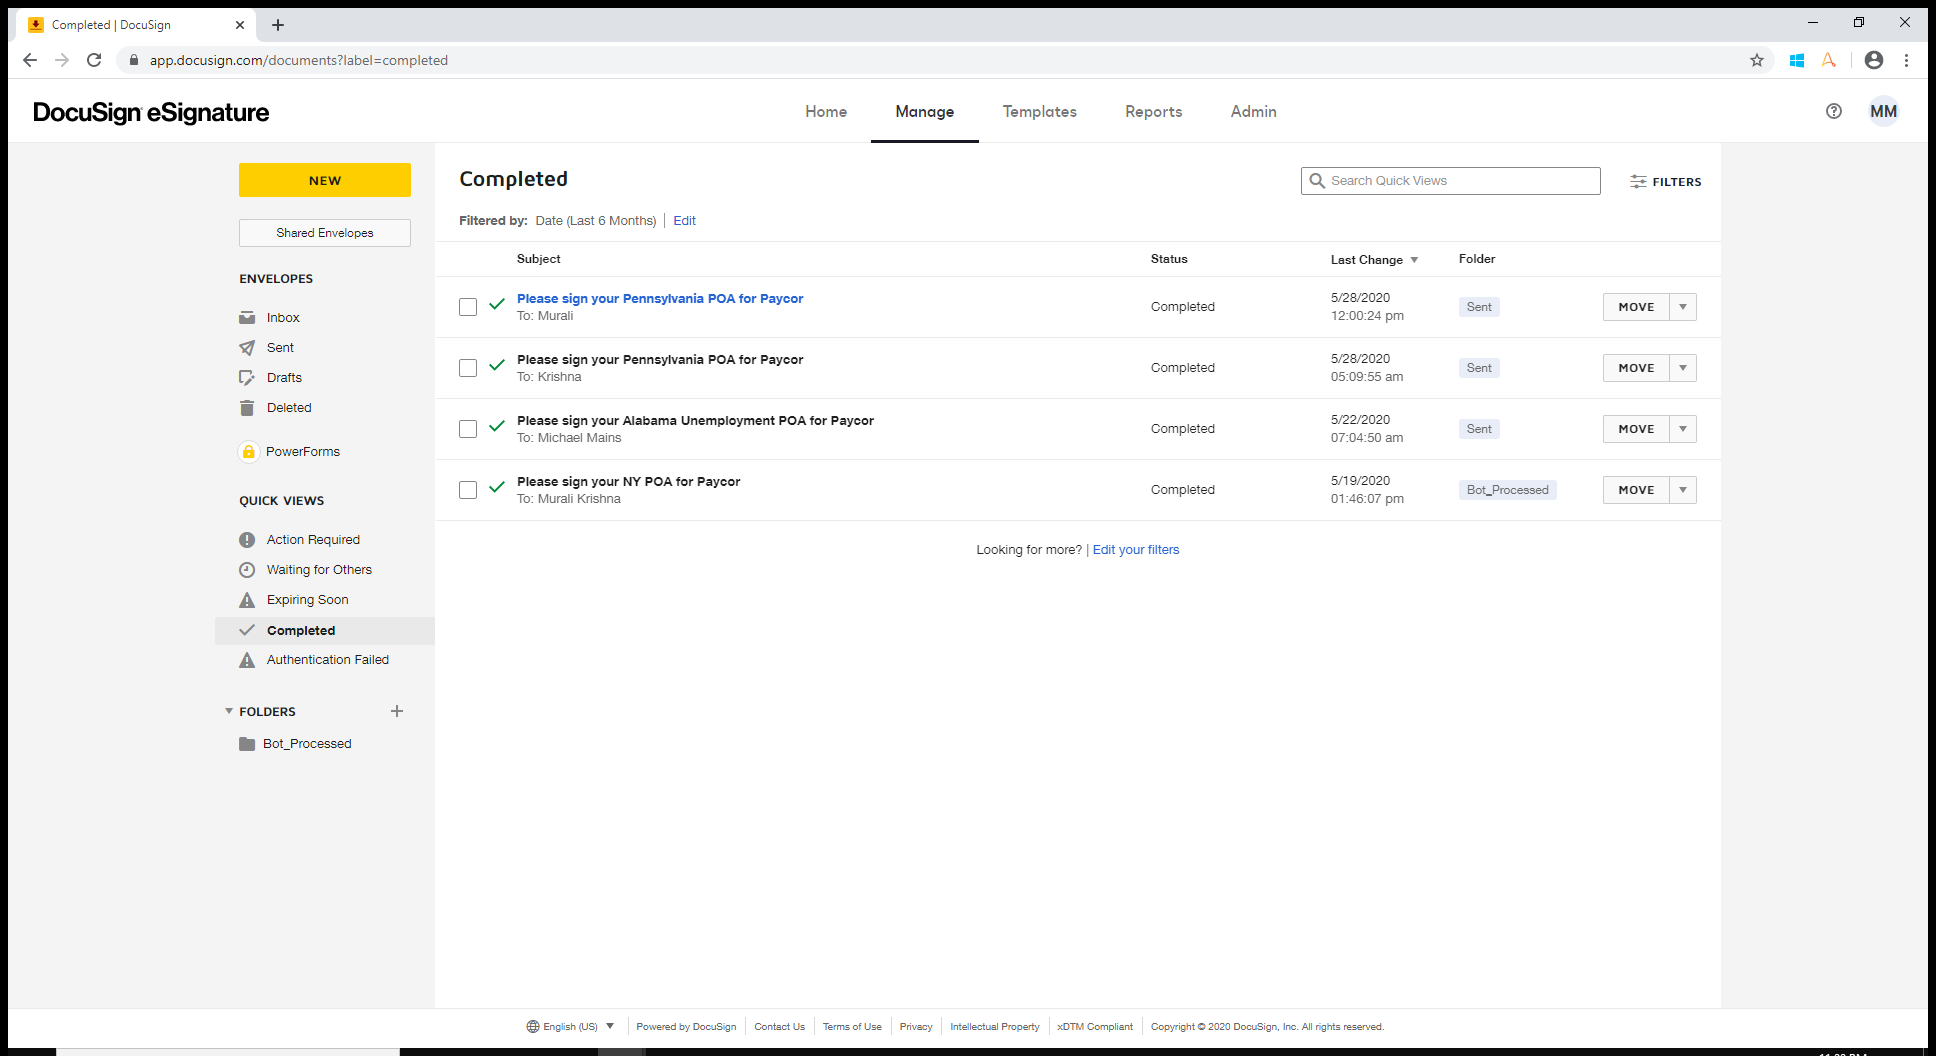 Completed | DocuSign
app.docusign.com/documents?label=completed
DocuSign eSignature
Home
Manage
Templates
Reports
Admin
MM
NEW
Shared Envelopes
ENVELOPES
Inbox
Sent
Drafts
Deleted
PowerForms
QUICK VIEWS
Action Required
Waiting for Others
Expiring Soon
Completed
Authentication Failed
FOLDERS
Bot_Processed
Completed
Search Quick Views
FILTERS
Filtered by: Date (Last 6 Months) | Edit
Subject Status Last Change Folder
Please sign your Pennsylvania POA for Paycor
To: Murali
Completed
5/28/2020
12:00:24 pm
Sent
MOVE
Please sign your Pennsylvania POA for Paycor
To: Krishna
Completed
5/28/2020
05:09:55 am
Sent
MOVE
Please sign your Alabama Unemployment POA for Paycor
To: Michael Mains
Completed
5/22/2020
07:04:50 am
Sent
MOVE
Please sign your NY POA for Paycor
To: Murali Krishna
Completed
5/19/2020
01:46:07 pm
Bot_Processed
MOVE
Looking for more? | Edit your filters
English (US) Powered by DocuSign Contact Us Terms of Use Privacy Intellectual Property xDTM Compliant Copyright © 2020 DocuSign, Inc. All rights reserved.